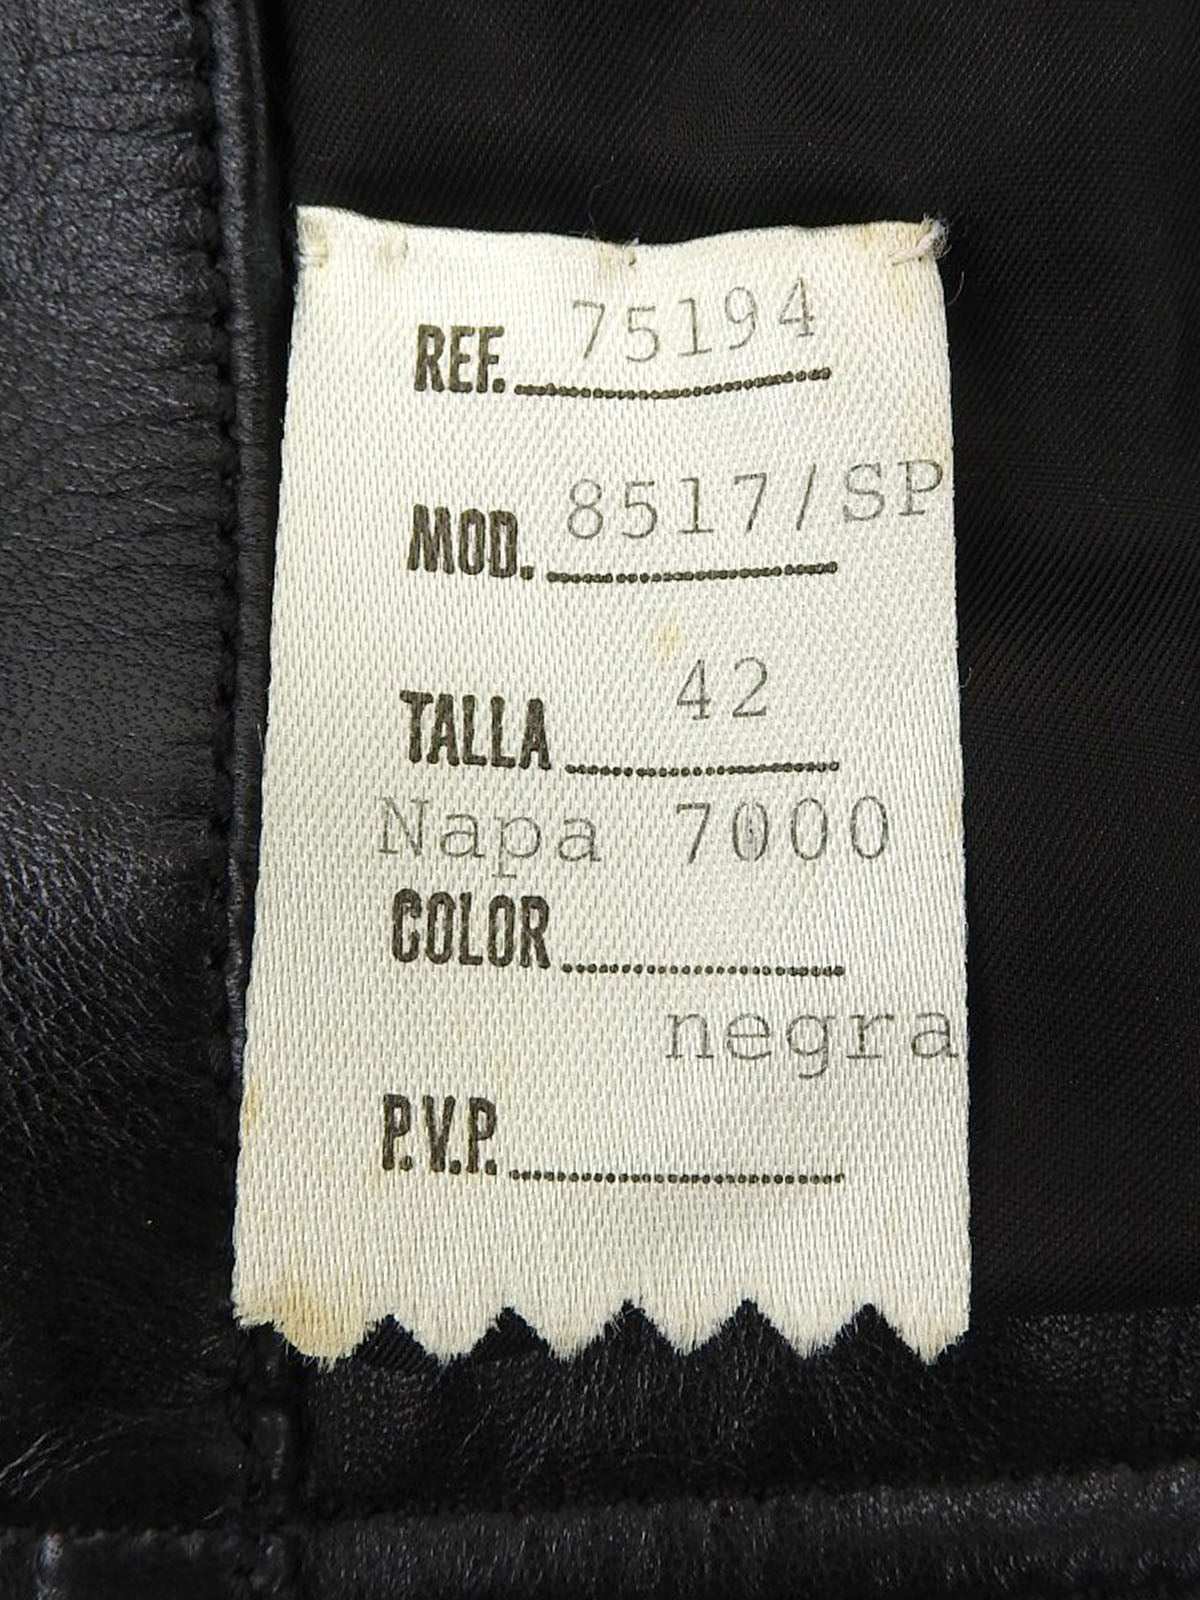 REF. 75194
MOD. 8517/SP
TALLA 42
Napa 7000
COLOR
negra
P.V.P.